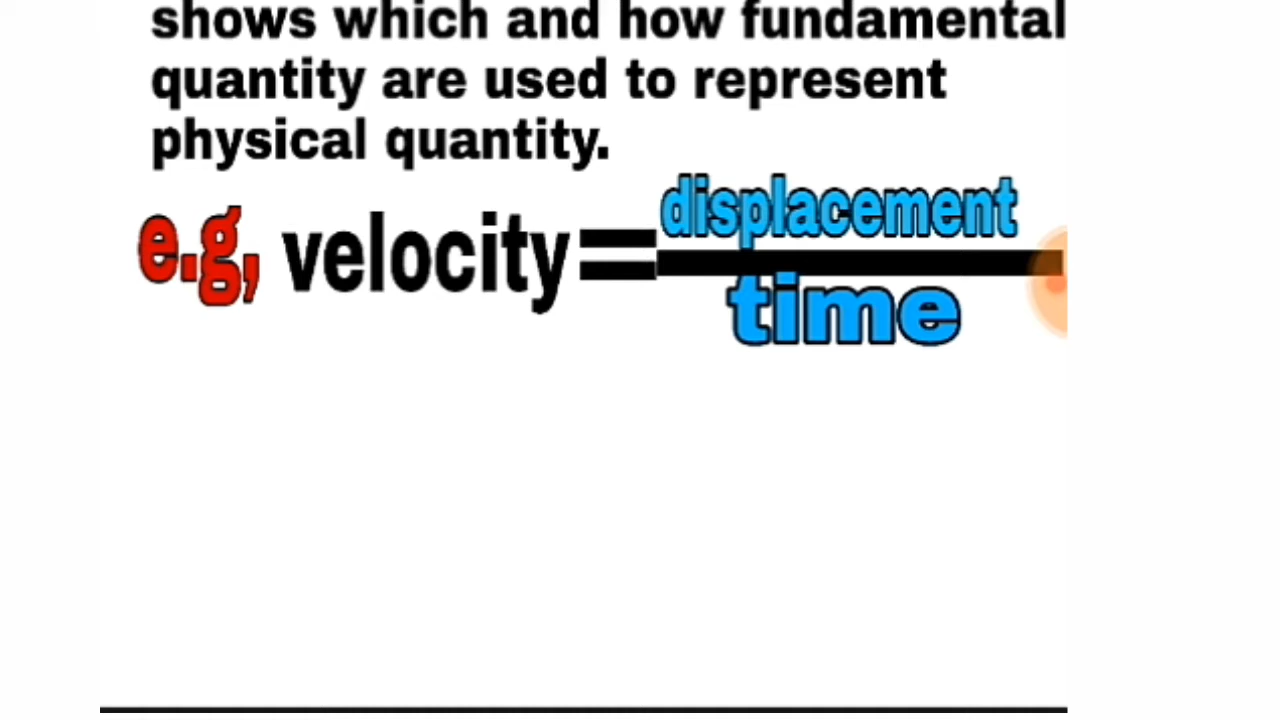 shows which and how fundamental
quantity are used to represent
physical quantity.
e.g, velocity=displacement
time